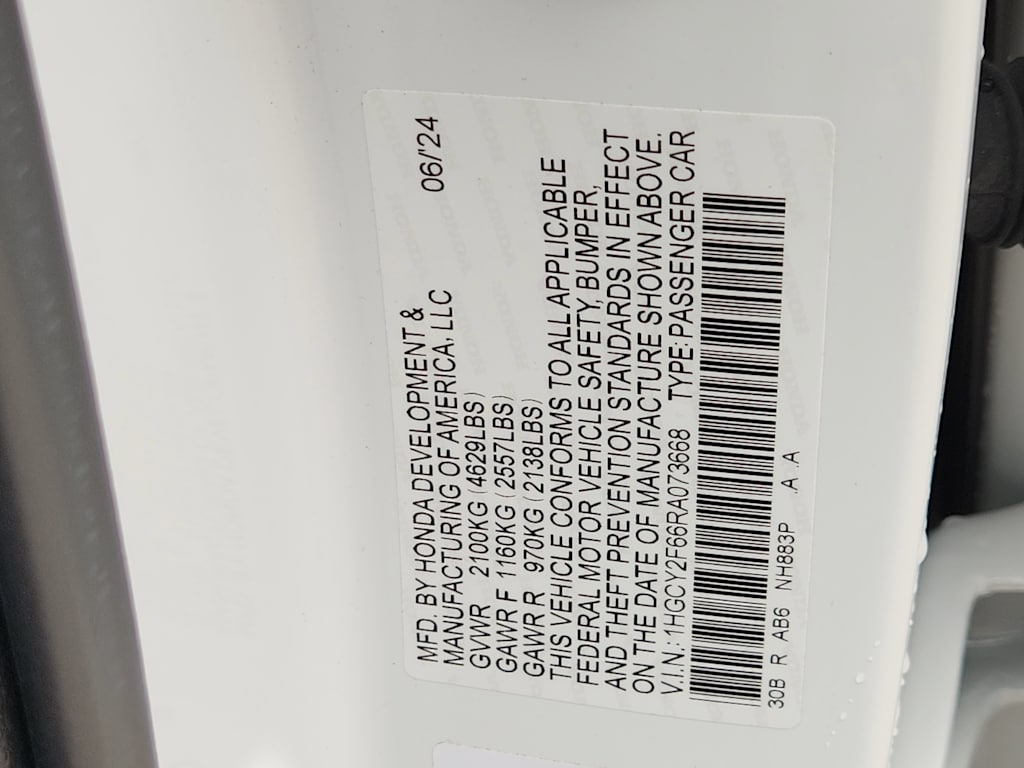 MFD. BY HONDA DEVELOPMENT & 06/'24
MANUFACTURING OF AMERICA, LLC
GVWR 2100KG (4629LBS)
GAWR F 1160KG (2557LBS)
GAWR R 970KG (2138LBS)
THIS VEHICLE CONFORMS TO ALL APPLICABLE
FEDERAL MOTOR VEHICLE SAFETY, BUMPER,
AND THEFT PREVENTION STANDARDS IN EFFECT
ON THE DATE OF MANUFACTURE SHOWN ABOVE.
V.I.N.: 1HGCY2F66RA073668 TYPE: PASSENGER CAR
30B R AB6 NH883P .A .A